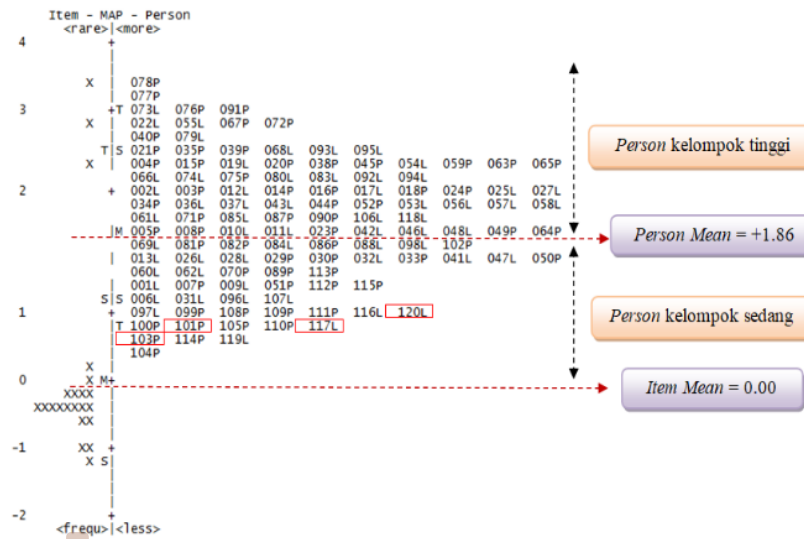 Item - MAP - Person
<rare>|<more>
4 +
|
|
X | 078P
| 077P
3 +T 073L 076P 091P
X | 022L 055L 067P 072P
| 040P 079L
T|S 021P 035P 039P 068L 093L 095L
X | 004P 015P 019L 020P 038P 045P 054L 059P 063P 065P
| 066L 074L 075P 080L 083L 092L 094L
2 + 002L 003P 012L 014P 016P 017L 018P 024P 025L 027L
| 034P 036L 037L 043L 044P 052P 053L 056L 057L 058L
| 061L 071P 085L 087P 090P 106L 118L
|M 005P 008P 010L 011L 023P 042L 046L 048L 049P 064P
| 069L 081P 082P 084L 086P 088L 098L 102P
| 013L 026L 028L 029P 030P 032L 033P 041L 047L 050P
| 060L 062L 070P 089P 113P
| 001L 007P 009L 051P 112P 115P
S|S 006L 031L 096L 107L
1 + 097L 099P 108P 109P 111P 116L 120L
|T 100P 101P 105P 110P 117L
| 103P 114P 119L
| 104P
X |
0 X M+
XXXX |
XXXXXXXX |
XX |
|
-1 XX +
X S|
|
|
|
-2 +
<frequ>|<less>
Person kelompok tinggi
Person Mean = +1.86
Person kelompok sedang
Item Mean = 0.00